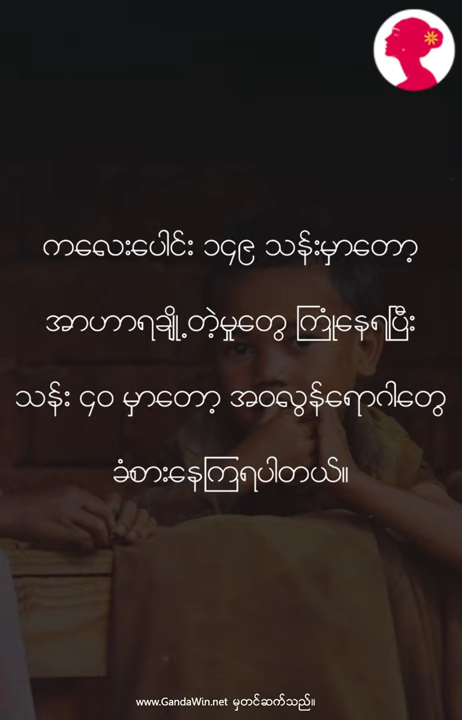 ကလေးပေါင်း ၁၄၉ သန်းမှာတော့
အာဟာရချို့တဲ့မှုတွေ ကြုံနေရပြီး
သန်း ၄၀ မှာတော့ အဝလွန်ရောဂါတွေ
ခံစားနေကြရပါတယ်။
www.GandaWin.net မှတင်ဆက်သည်။